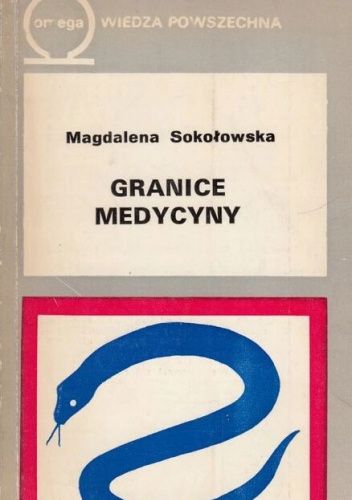 omega WIEDZA POWSZECHNA
Magdalena Sokołowska
GRANICE
MEDYCYNY